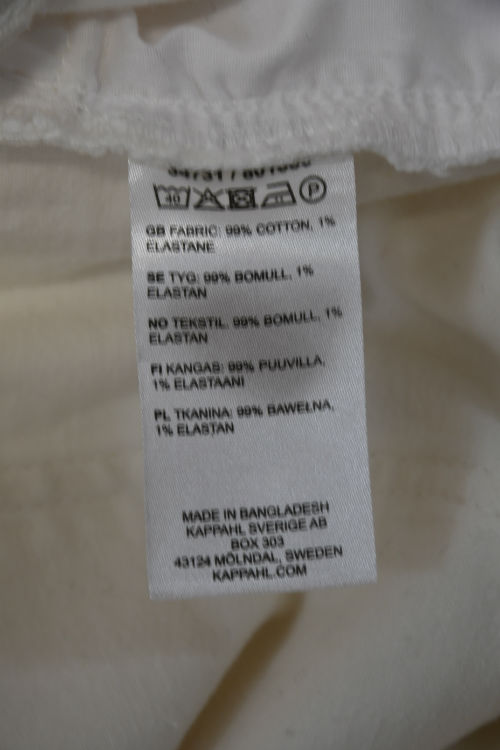 40 P
GB FABRIC: 99% COTTON, 1%
ELASTANE
SE TYG: 99% BOMULL, 1%
ELASTAN
NO TEKSTIL. 99% BOMULL, 1%
ELASTAN
FI KANGAS: 99% PUUVILLA,
1% ELASTAANI
PL TKANINA: 99% BAWEŁNA,
1% ELASTAN
MADE IN BANGLADESH
KAPPAHL SVERIGE AB
BOX 303
43124 MÖLNDAL, SWEDEN
KAPPAHL.COM